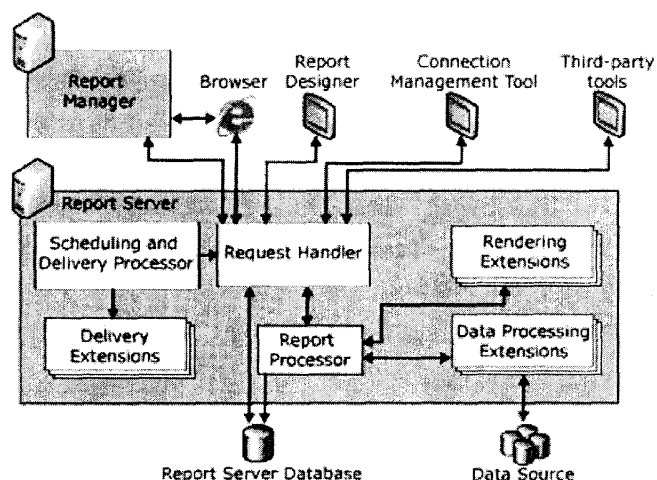 Report
Manager
Browser
Report
Designer
Connection
Management Tool
Third-party
tools
Report Server
Scheduling and
Delivery Processor
Request Handler
Rendering
Extensions
Delivery
Extensions
Report
Processor
Data Processing
Extensions
Report Server Database
Data Source